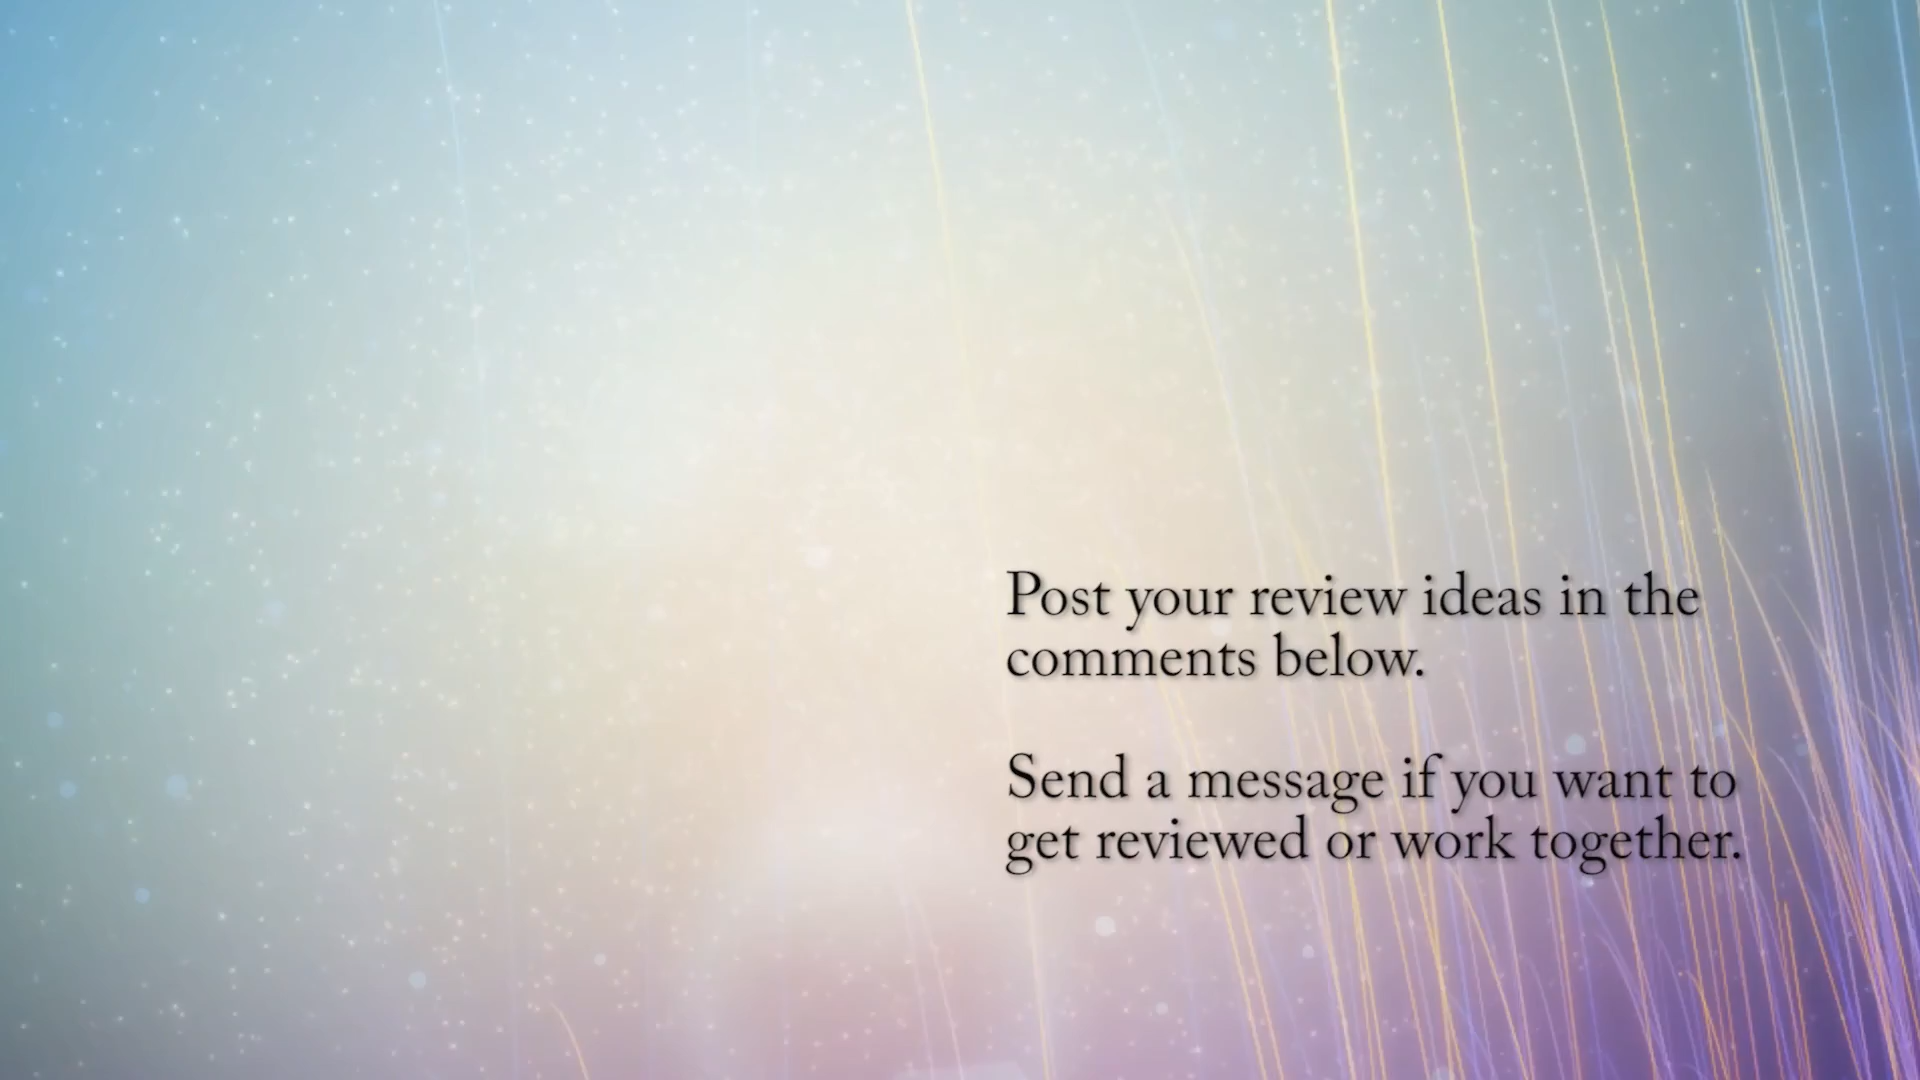 Post your review ideas in the
comments below.
Send a message if you want to
get reviewed or work together.